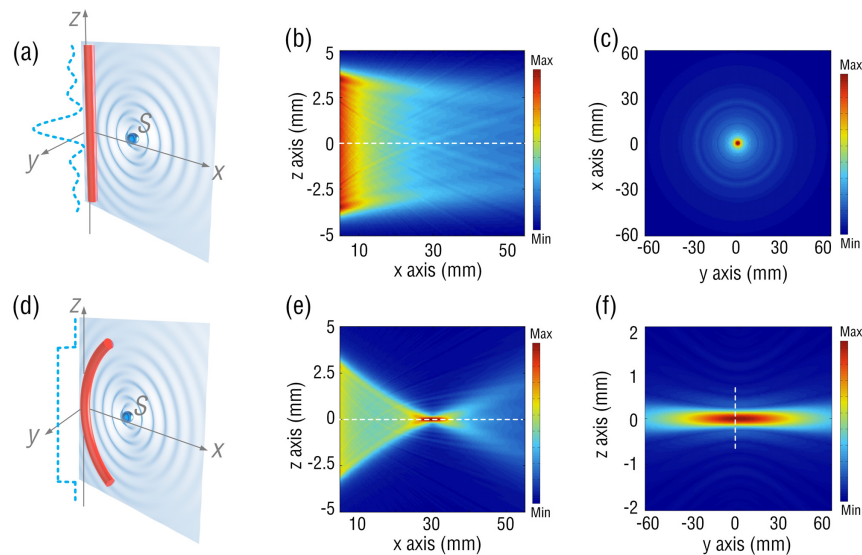 (a)
z
S
y
x
(b)
5
2.5
0
-2.5
-5
z axis (mm)
10
30
50
x axis (mm)
Max
Min
(c)
60
30
0
-30
-60
x axis (mm)
-60
-30
0
30
60
y axis (mm)
Max
Min
(d)
z
S
y
x
(e)
5
2.5
0
-2.5
-5
z axis (mm)
10
30
50
x axis (mm)
Max
Min
(f)
2
1
0
-1
-2
z axis (mm)
-60
-30
0
30
60
y axis (mm)
Max
Min